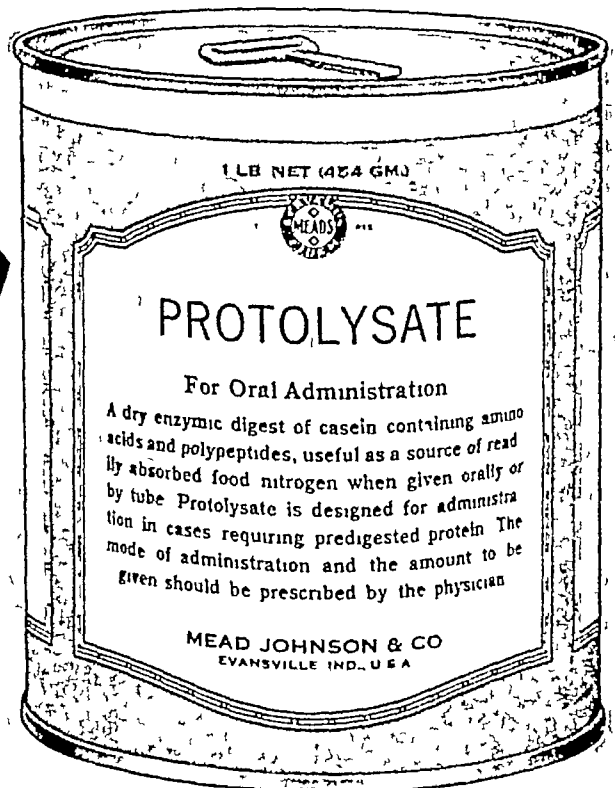 1 LB NET (454 GM.)
MEADS
PROTOLYSATE
For Oral Administration
A dry enzymic digest of casein containing amino
acids and polypeptides, useful as a source of read
ily absorbed food nitrogen when given orally or
by tube Protolysate is designed for administra
tion in cases requiring predigested protein The
mode of administration and the amount to be
given should be prescribed by the physician
MEAD JOHNSON & CO
EVANSVILLE IND., U S A